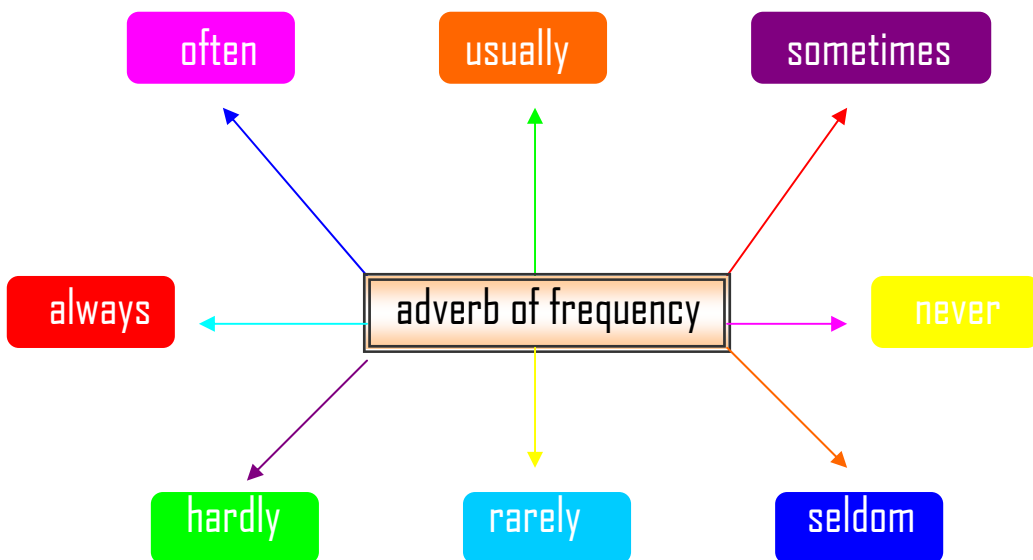 often
usually
sometimes
always
adverb of frequency
never
hardly
rarely
seldom